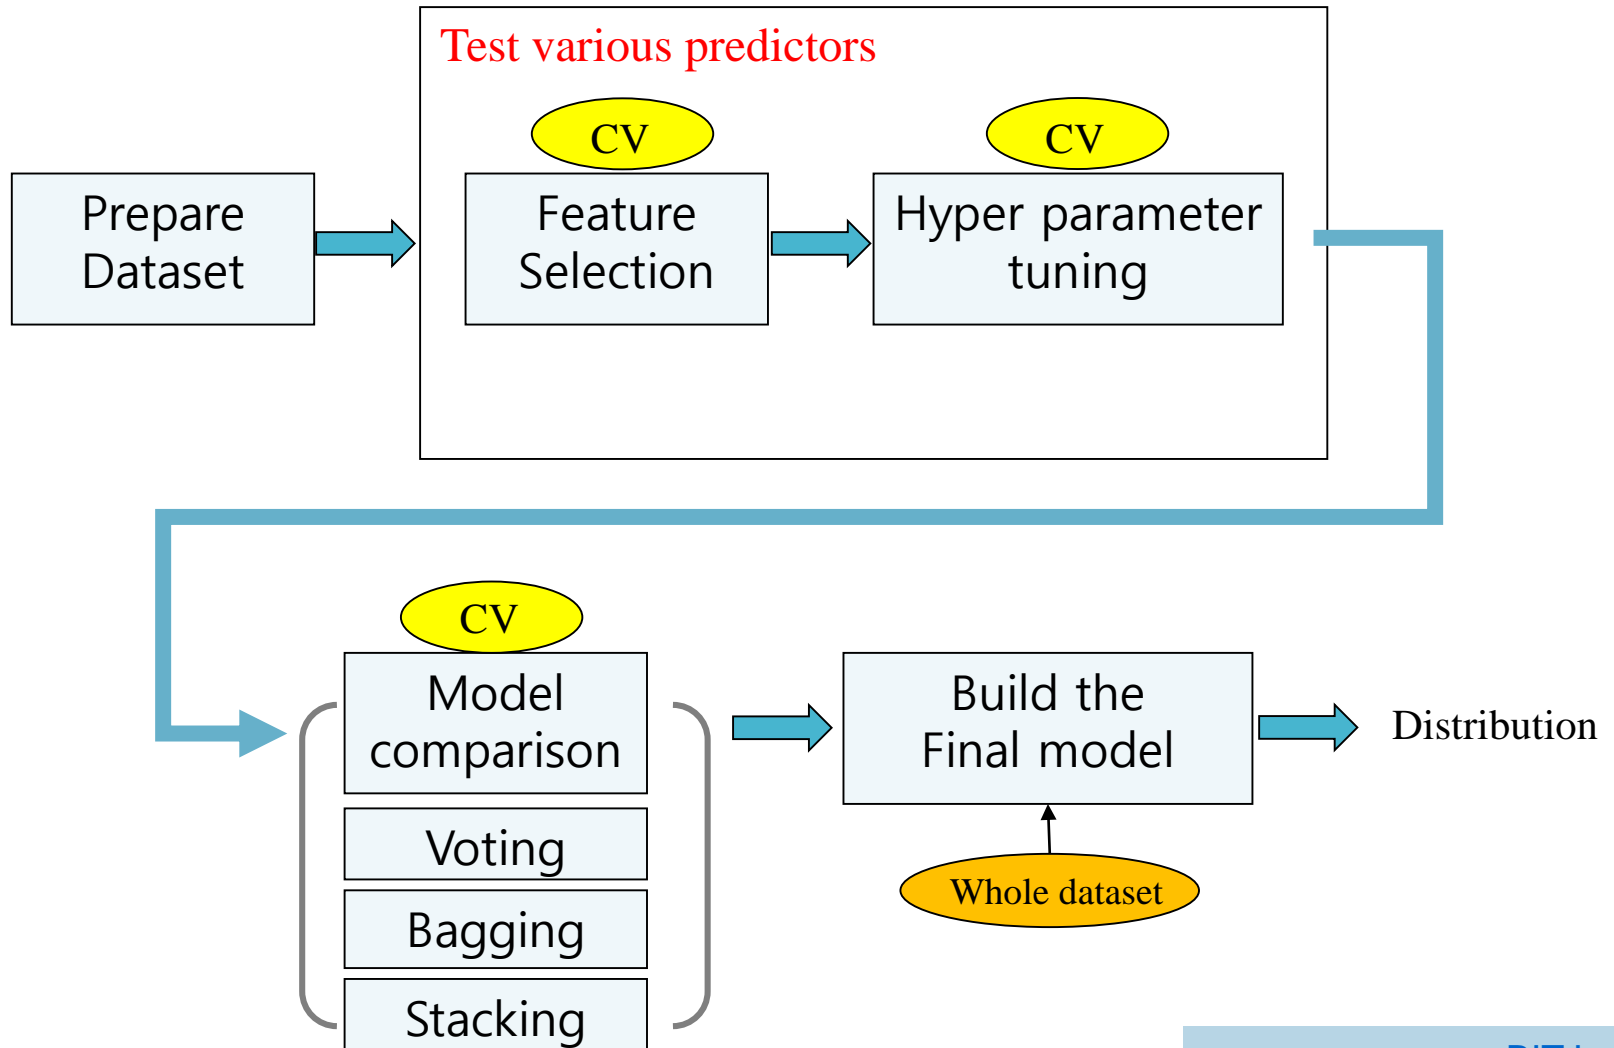 Test various predictors
CV
CV
Prepare
Dataset
Feature
Selection
Hyper parameter
tuning
CV
Model
comparison
Voting
Bagging
Stacking
Build the
Final model
Whole dataset
Distribution